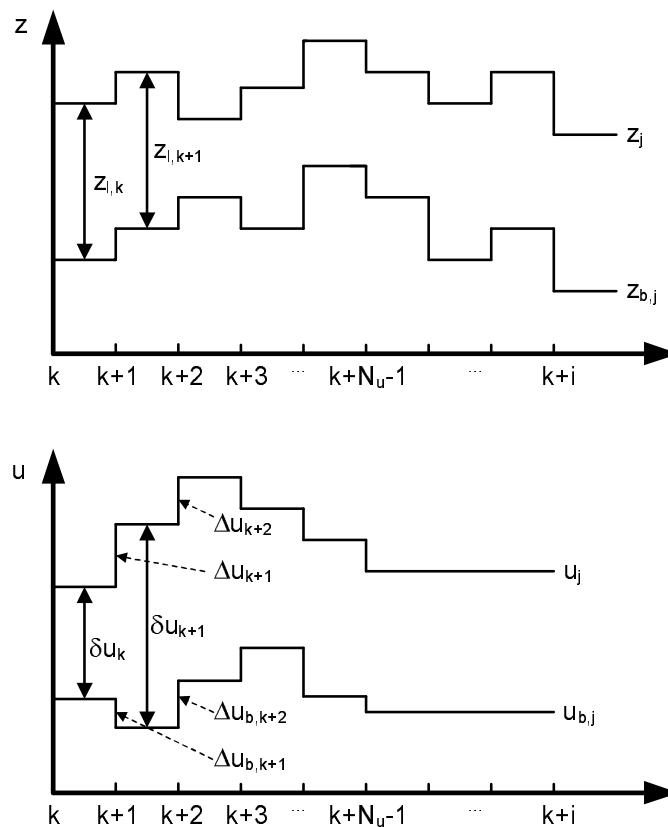 z
z_j
z_{l,k+1}
z_{l,k}
z_{b,j}
k k+1 k+2 k+3 ... k+N_u-1 ... k+i
u
Δu_{k+2}
Δu_{k+1}
u_j
δu_k
δu_{k+1}
Δu_{b,k+2}
u_{b,j}
Δu_{b,k+1}
k k+1 k+2 k+3 ... k+N_u-1 ... k+i